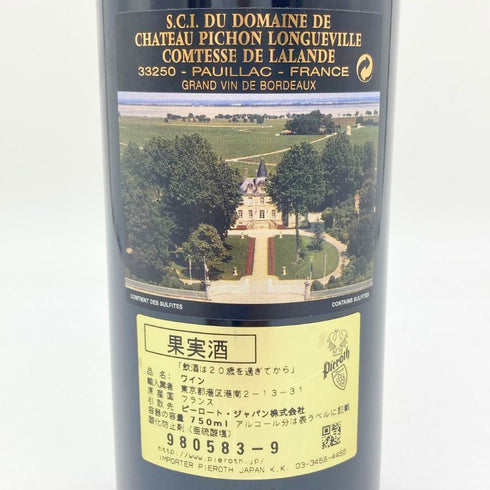 S.C.I. DU DOMAINE DE
CHATEAU PICHON LONGUEVILLE
COMTESSE DE LALANDE
33250 - PAUILLAC - FRANCE
GRAND VIN DE BORDEAUX
CONTIENT DES SULFITES
CONTAINS SULFITES
果実酒
Pieroth
「飲酒は20歳を過ぎてから」
品名: ワイン
輸入業者 東京都港区港南2-13-31
原産国 フランス
引取先 ピーロート・ジャパン株式会社
容器の容量 750ml アルコール分は表ラベルに記載
酸化防止剤(亜硫酸塩)
980583-9
http://www.pieroth.jp/
IMPORTER PIEROTH JAPAN K.K. 03-3458-4455